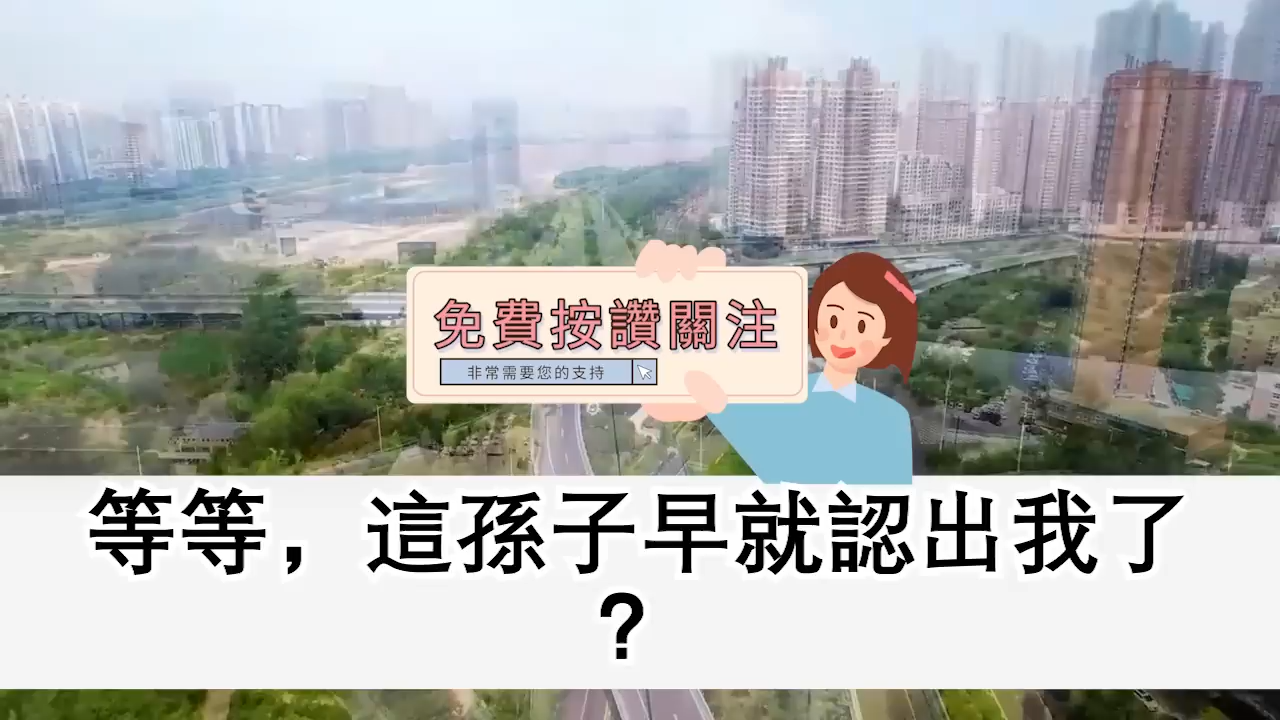 免費按讚關注
非常需要您的支持
等等，這孫子早就認出我了
？